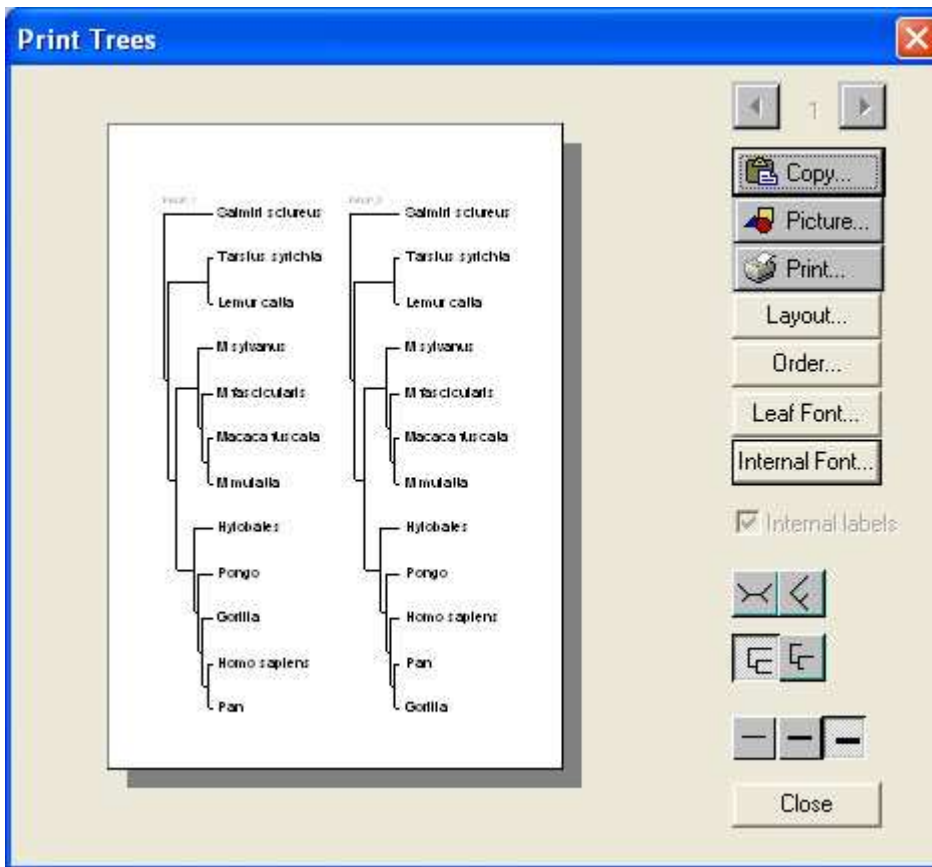 Print Trees
1
Copy...
Picture...
Print...
Layout...
Order...
Leaf Font...
Internal Font...
Internal labels
Close
Saimiri sciureus
Tarsius syrichta
Lemur catta
M sylvanus
M fascicularis
Macaca fuscata
M mulatta
Hylobates
Pongo
Gorilla
Homo sapiens
Pan
Saimiri sciureus
Tarsius syrichta
Lemur catta
M sylvanus
M fascicularis
Macaca fuscata
M mulatta
Hylobates
Pongo
Homo sapiens
Pan
Gorilla